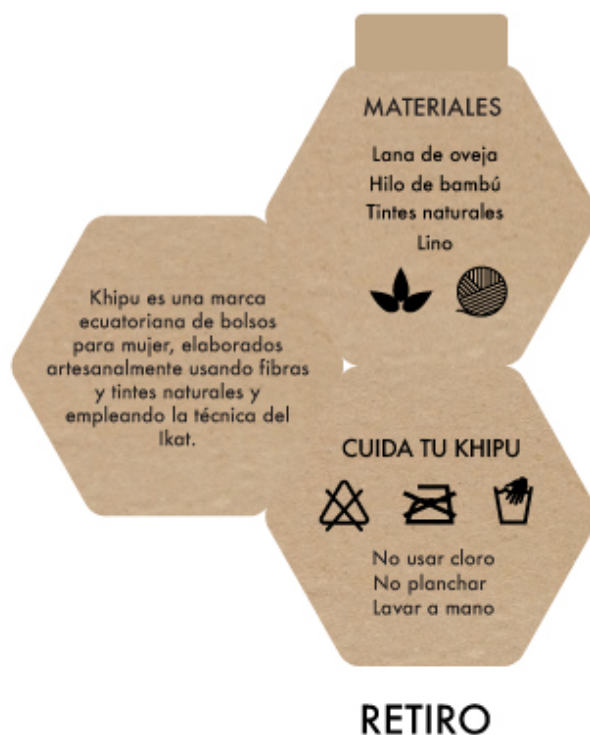 MATERIALES
Lana de oveja
Hilo de bambú
Tintes naturales
Lino
Khipu es una marca
ecuatoriana de bolsos
para mujer, elaborados
artesanalmente usando fibras
y tintes naturales y
empleando la técnica del
Ikat.
CUIDA TU KHIPU
No usar cloro
No planchar
Lavar a mano
RETIRO